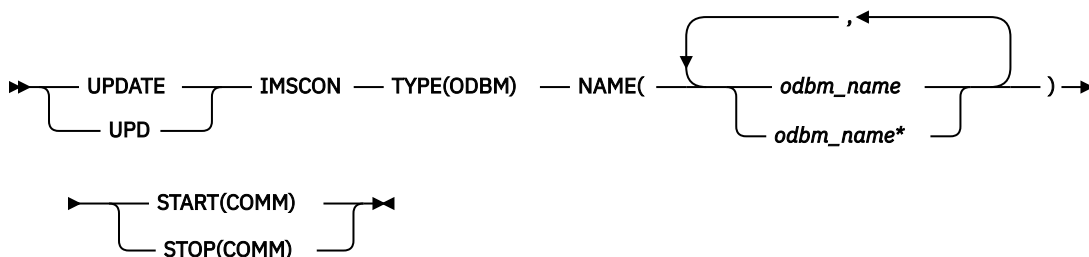 ,
UPDATE IMSCON TYPE(ODBM) NAME( odbm_name )
UPD odbm_name*
START(COMM)
STOP(COMM)